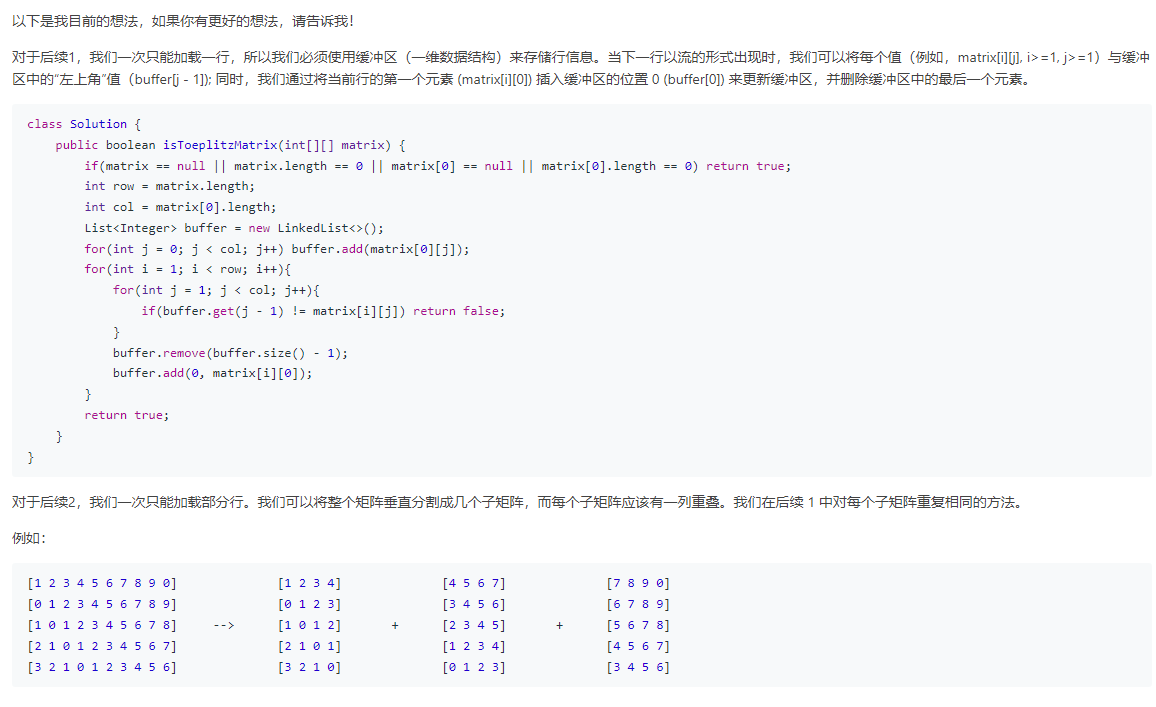 以下是我目前的想法，如果你有更好的想法，请告诉我！
对于后续1，我们一次只能加载一行，所以我们必须使用缓冲区（一维数据结构）来存储行信息。当下一行以流的形式出现时，我们可以将每个值（例如，matrix[i][j], i>=1, j>=1）与缓冲
区中的“左上角”值（buffer[j - 1]); 同时，我们通过将当前行的第一个元素 (matrix[i][0]) 插入缓冲区的位置 0 (buffer[0]) 来更新缓冲区，并删除缓冲区中的最后一个元素。
class Solution {
    public boolean isToeplitzMatrix(int[][] matrix) {
        if(matrix == null || matrix.length == 0 || matrix[0] == null || matrix[0].length == 0) return true;
        int row = matrix.length;
        int col = matrix[0].length;
        List<Integer> buffer = new LinkedList<>();
        for(int j = 0; j < col; j++) buffer.add(matrix[0][j]);
        for(int i = 1; i < row; i++){
            for(int j = 1; j < col; j++){
                if(buffer.get(j - 1) != matrix[i][j]) return false;
            }
            buffer.remove(buffer.size() - 1);
            buffer.add(0, matrix[i][0]);
        }
        return true;
    }
}
对于后续2，我们一次只能加载部分行。我们可以将整个矩阵垂直分割成几个子矩阵，而每个子矩阵应该有一列重叠。我们在后续 1 中对每个子矩阵重复相同的方法。
例如：
[1 2 3 4 5 6 7 8 9 0]              [1 2 3 4]              [4 5 6 7]              [7 8 9 0]
[0 1 2 3 4 5 6 7 8 9]              [0 1 2 3]              [3 4 5 6]              [6 7 8 9]
[1 0 1 2 3 4 5 6 7 8]     -->      [1 0 1 2]       +      [2 3 4 5]       +      [5 6 7 8]
[2 1 0 1 2 3 4 5 6 7]              [2 1 0 1]              [1 2 3 4]              [4 5 6 7]
[3 2 1 0 1 2 3 4 5 6]              [3 2 1 0]              [0 1 2 3]              [3 4 5 6]